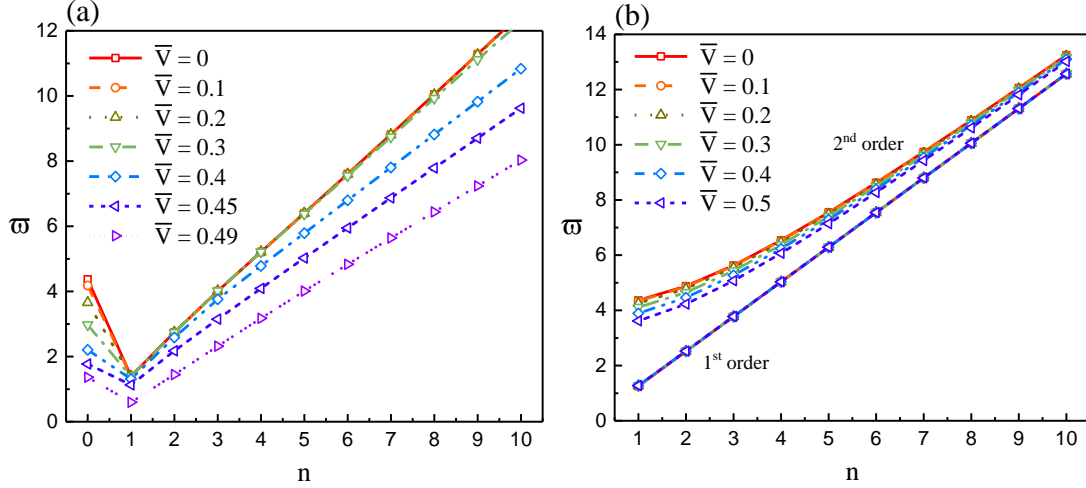 (a)
12
10
8
6
4
2
0
ϖ
V̅ = 0
V̅ = 0.1
V̅ = 0.2
V̅ = 0.3
V̅ = 0.4
V̅ = 0.45
V̅ = 0.49
0 1 2 3 4 5 6 7 8 9 10
n
(b)
14
12
10
8
6
4
2
0
ϖ
V̅ = 0
V̅ = 0.1
V̅ = 0.2
V̅ = 0.3
V̅ = 0.4
V̅ = 0.5
2nd order
1st order
1 2 3 4 5 6 7 8 9 10
n